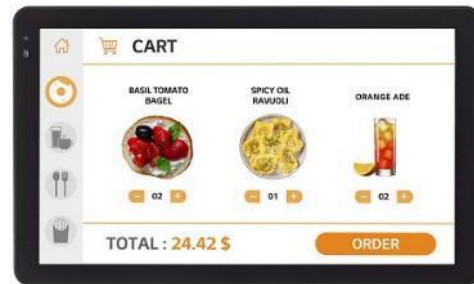 CART
BASIL TOMATO
BAGEL
SPICY OIL
RAVUOLI
ORANGE ADE
- 02 +
- 01 +
- 02 +
TOTAL : 24.42 $
ORDER